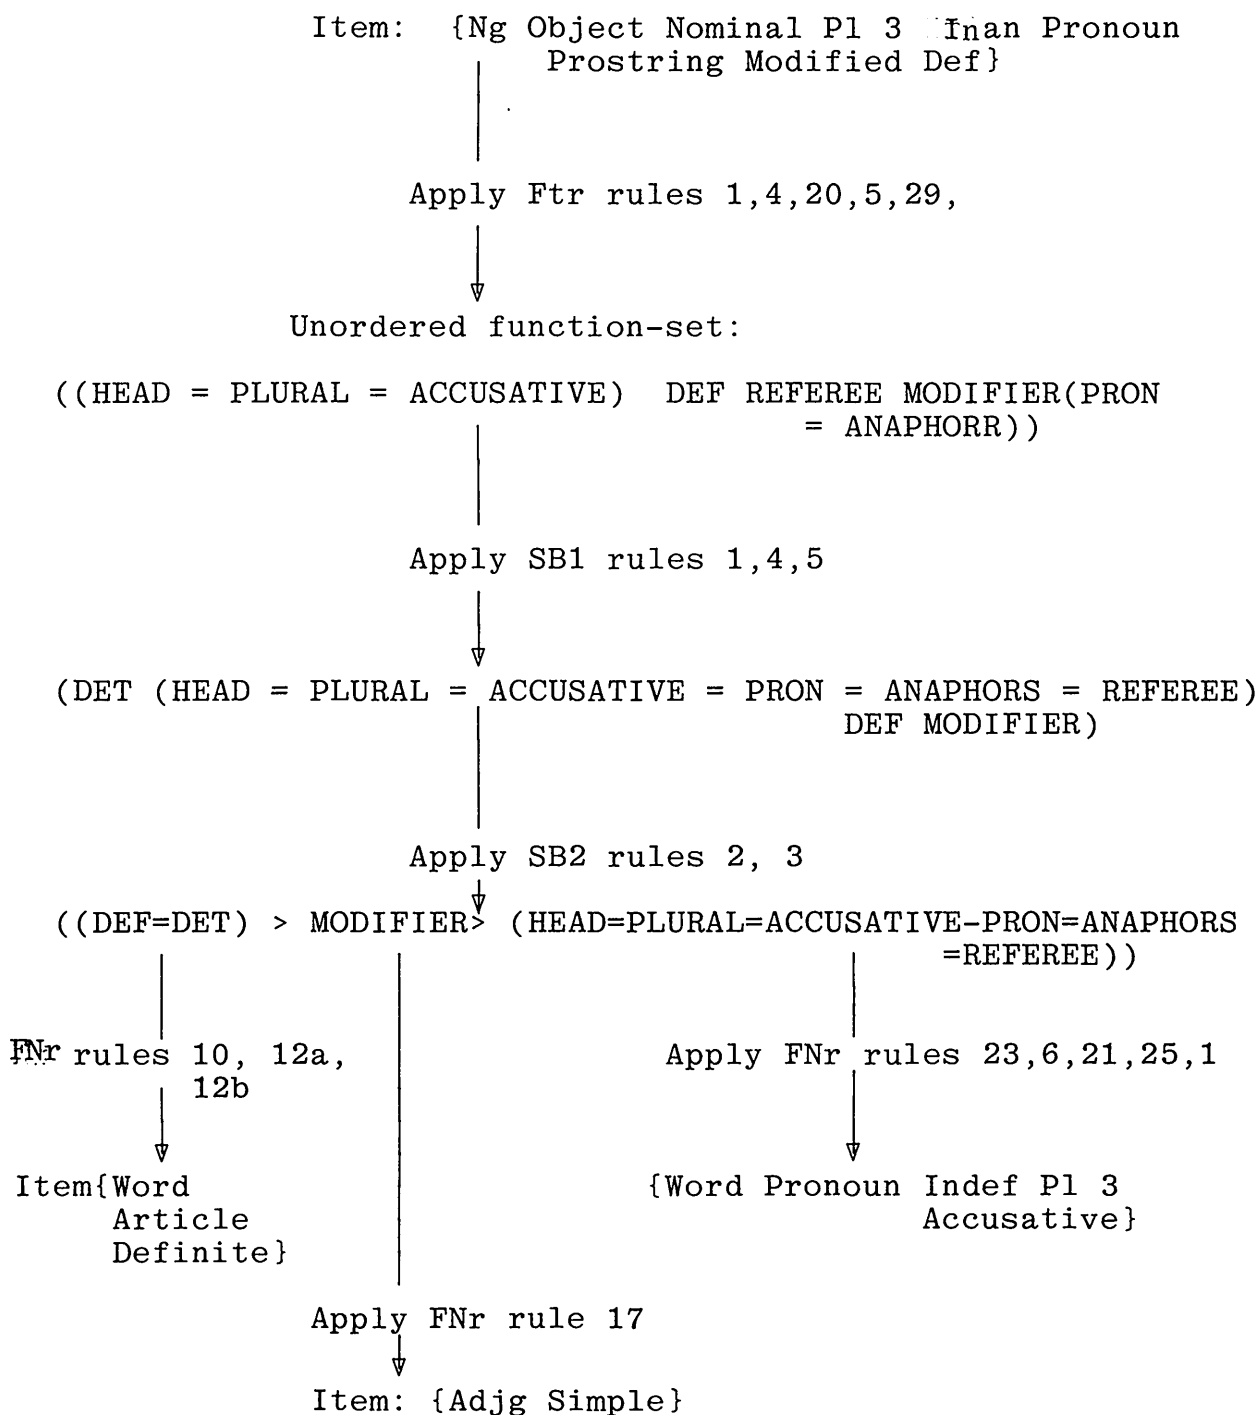 Item: {Ng Object Nominal Pl 3 Inan Pronoun
Prostring Modified Def}
Apply Ftr rules 1,4,20,5,29,
Unordered function-set:
((HEAD = PLURAL = ACCUSATIVE) DEF REFEREE MODIFIER(PRON
= ANAPHORR))
Apply SB1 rules 1,4,5
(DET (HEAD = PLURAL = ACCUSATIVE = PRON = ANAPHORS = REFEREE)
DEF MODIFIER)
Apply SB2 rules 2, 3
((DEF=DET) > MODIFIER> (HEAD=PLURAL=ACCUSATIVE-PRON=ANAPHORS
=REFEREE))
FNr rules 10, 12a,
12b
Apply FNr rules 23,6,21,25,1
Item{Word
Article
Definite}
{Word Pronoun Indef Pl 3
Accusative}
Apply FNr rule 17
Item: {Adjg Simple}